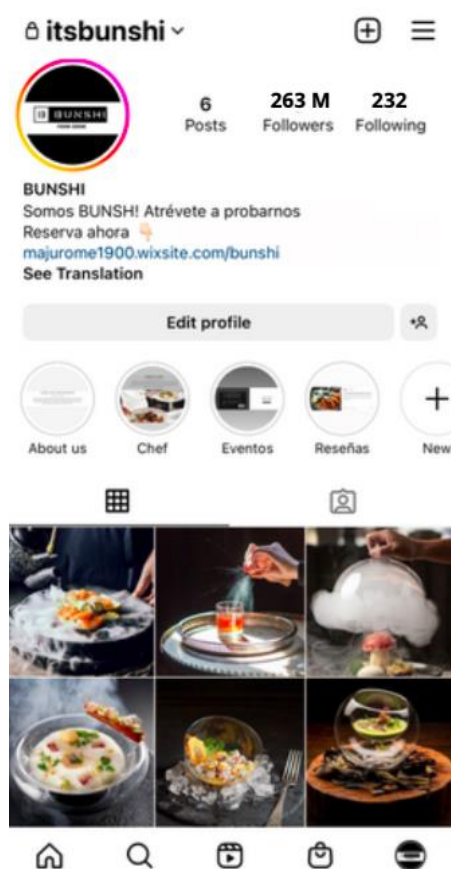 itsbunshi
BUNSHI
6
Posts
263 M
Followers
232
Following
BUNSHI
Somos BUNSH! Atrévete a probarnos
Reserva ahora 👇🏻
majurome1900.wixsite.com/bunshi
See Translation
Edit profile
About us
Chef
Eventos
Reseñas
New